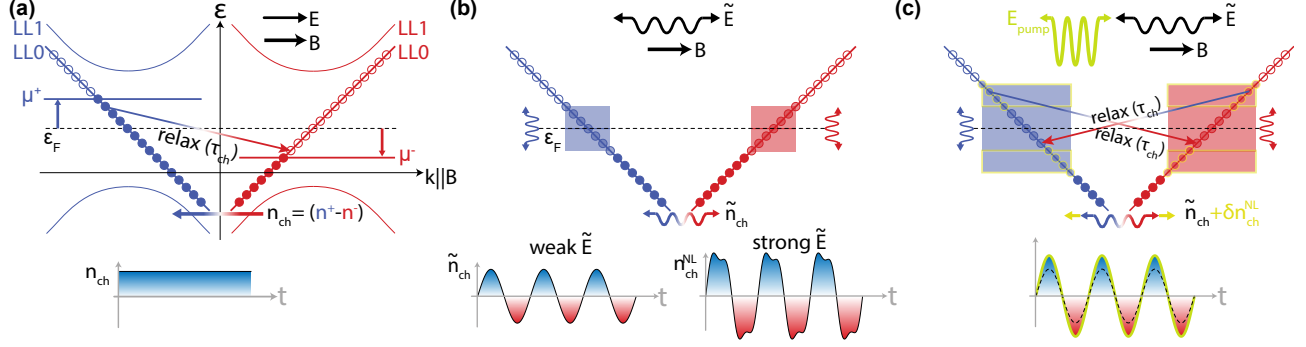 (a)
ε
E
B
LL1
LL0
LL1
LL0
μ⁺
ε_F
relax (τ_ch)
μ⁻
k||B
n_ch = (n⁺-n⁻)
n_ch
t
(b)
Ẽ
B
ε_F
ñ_ch
weak Ẽ
strong Ẽ
ñ_ch
t
n_ch^NL
t
(c)
E_pump
Ẽ
B
relax (τ_ch)
relax (τ_ch)
ñ_ch + δn_ch^NL
t